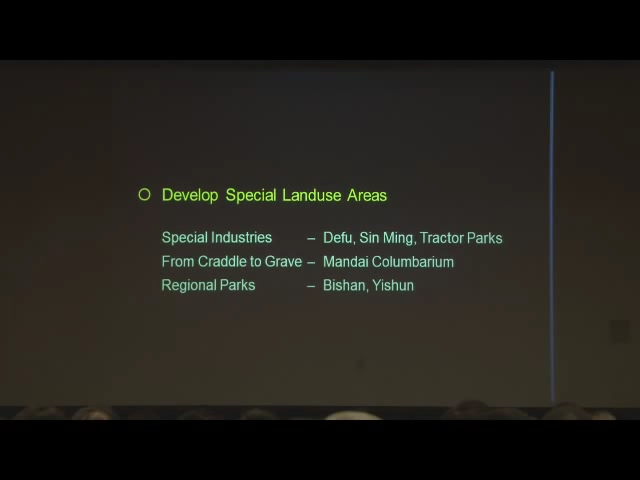 Develop Special Landuse Areas
Special Industries – Defu, Sin Ming, Tractor Parks
From Craddle to Grave – Mandai Columbarium
Regional Parks – Bishan, Yishun